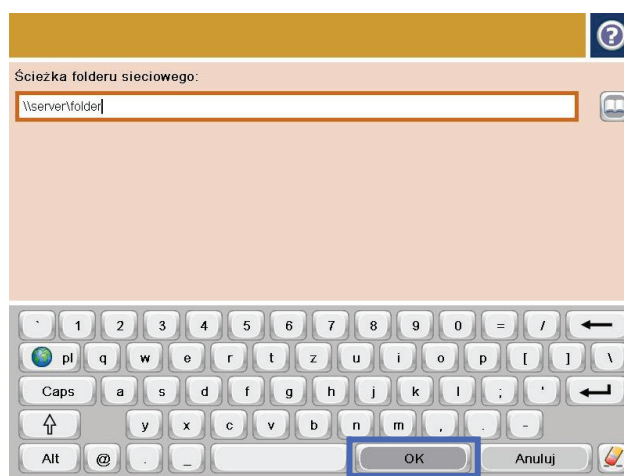 ?
Ścieżka folderu sieciowego:
\\server\folder
` 1 2 3 4 5 6 7 8 9 0 = /
pl q w e r t z u i o p [ ] \
Caps a s d f g h j k l ; '
y x c v b n m , . -
Alt @ . _ OK Anuluj